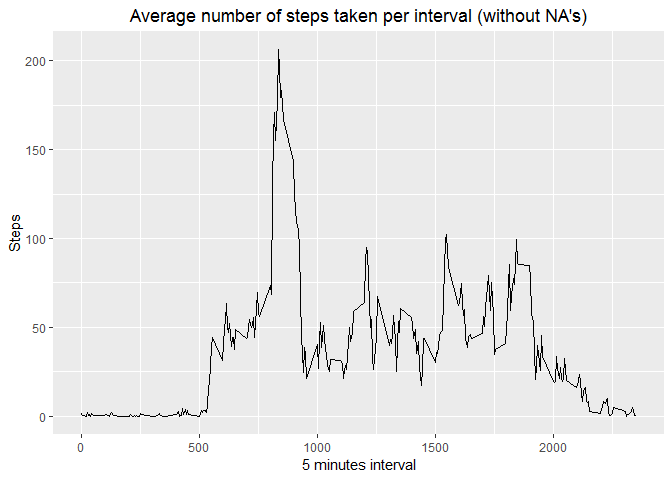 Average number of steps taken per interval (without NA's)
Steps
200
150
100
50
0
0 500 1000 1500 2000
5 minutes interval